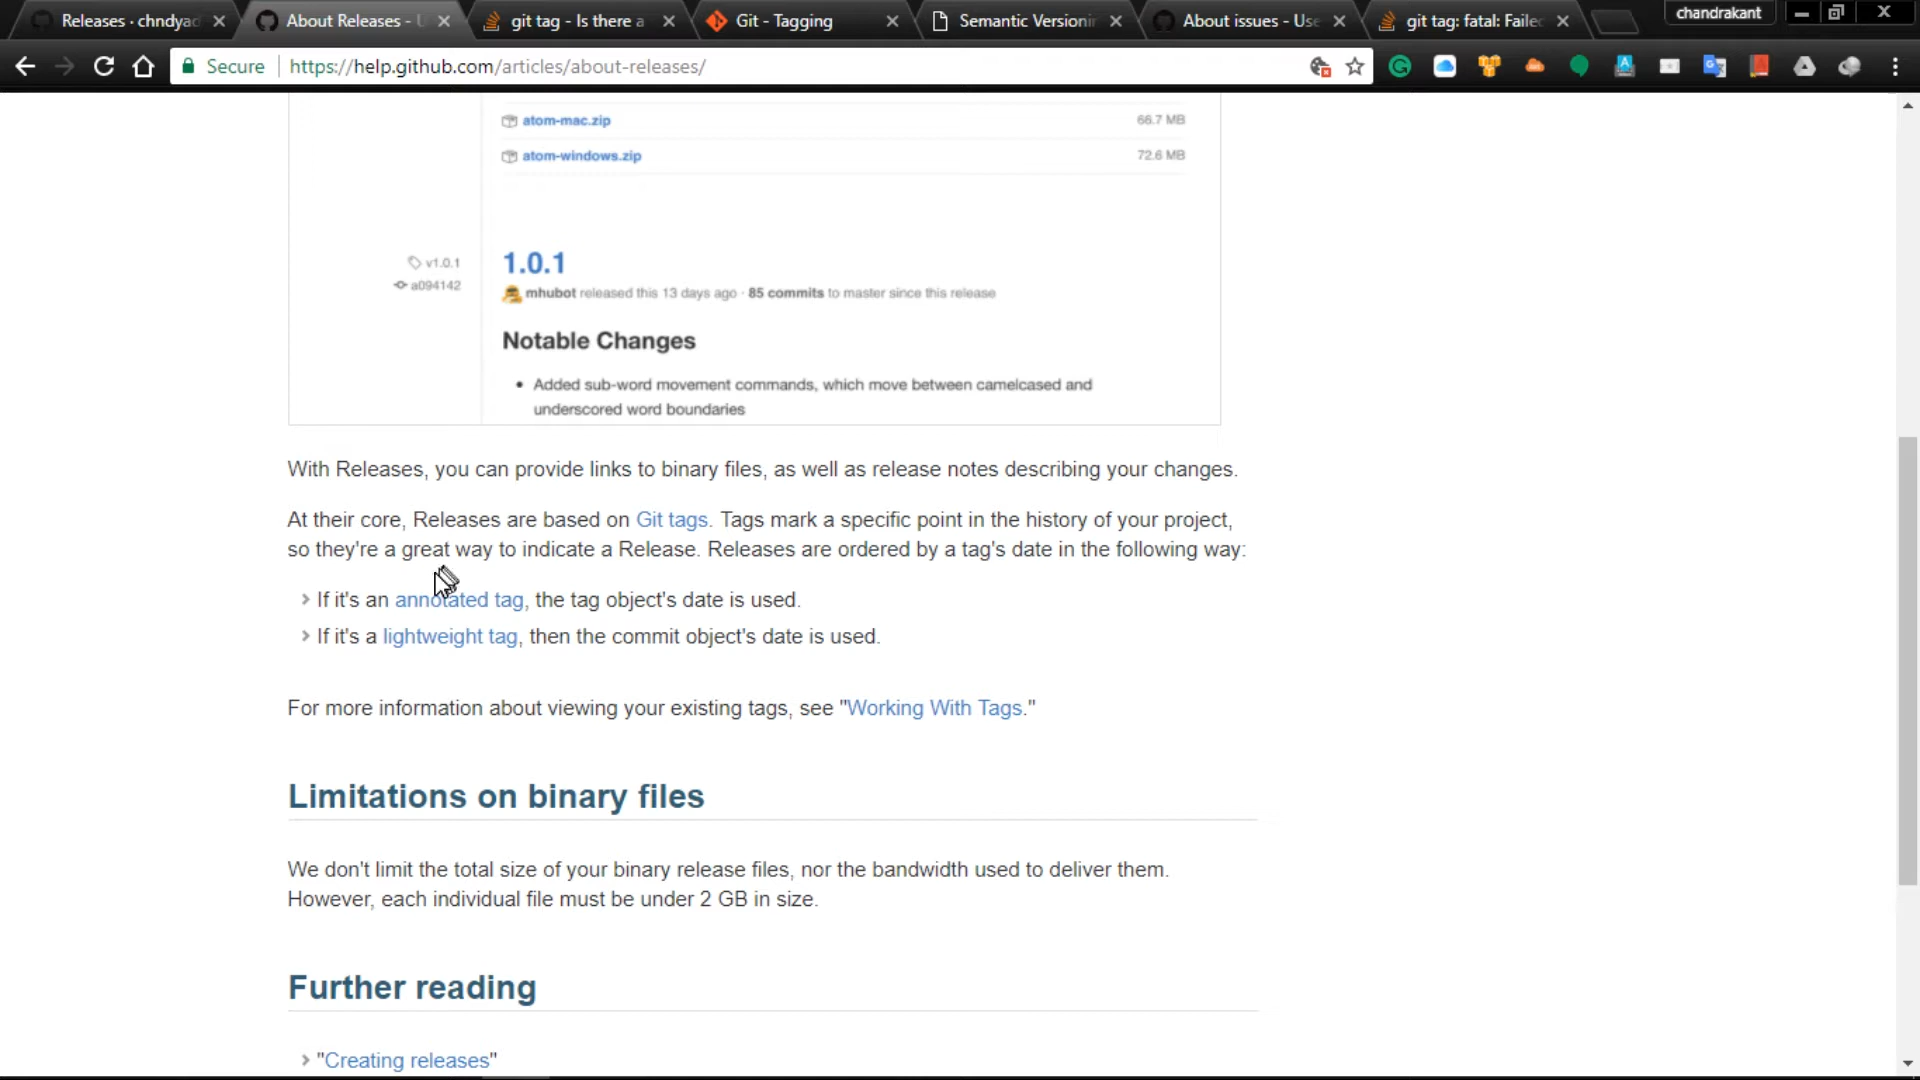 Releases · chndyad
About Releases - U
git tag - Is there a
Git - Tagging
Semantic Versionin
About issues - Use
git tag: fatal: Failed
chandrakant
Secure
https://help.github.com/articles/about-releases/
atom-mac.zip 66.7 MB
atom-windows.zip 72.6 MB
v1.0.1
a094142
1.0.1
mhubot released this 13 days ago · 85 commits to master since this release
Notable Changes
• Added sub-word movement commands, which move between camelcased and
underscored word boundaries
With Releases, you can provide links to binary files, as well as release notes describing your changes.
At their core, Releases are based on Git tags. Tags mark a specific point in the history of your project,
so they're a great way to indicate a Release. Releases are ordered by a tag's date in the following way:
If it's an annotated tag, the tag object's date is used.
If it's a lightweight tag, then the commit object's date is used.
For more information about viewing your existing tags, see "Working With Tags."
Limitations on binary files
We don't limit the total size of your binary release files, nor the bandwidth used to deliver them.
However, each individual file must be under 2 GB in size.
Further reading
"Creating releases"